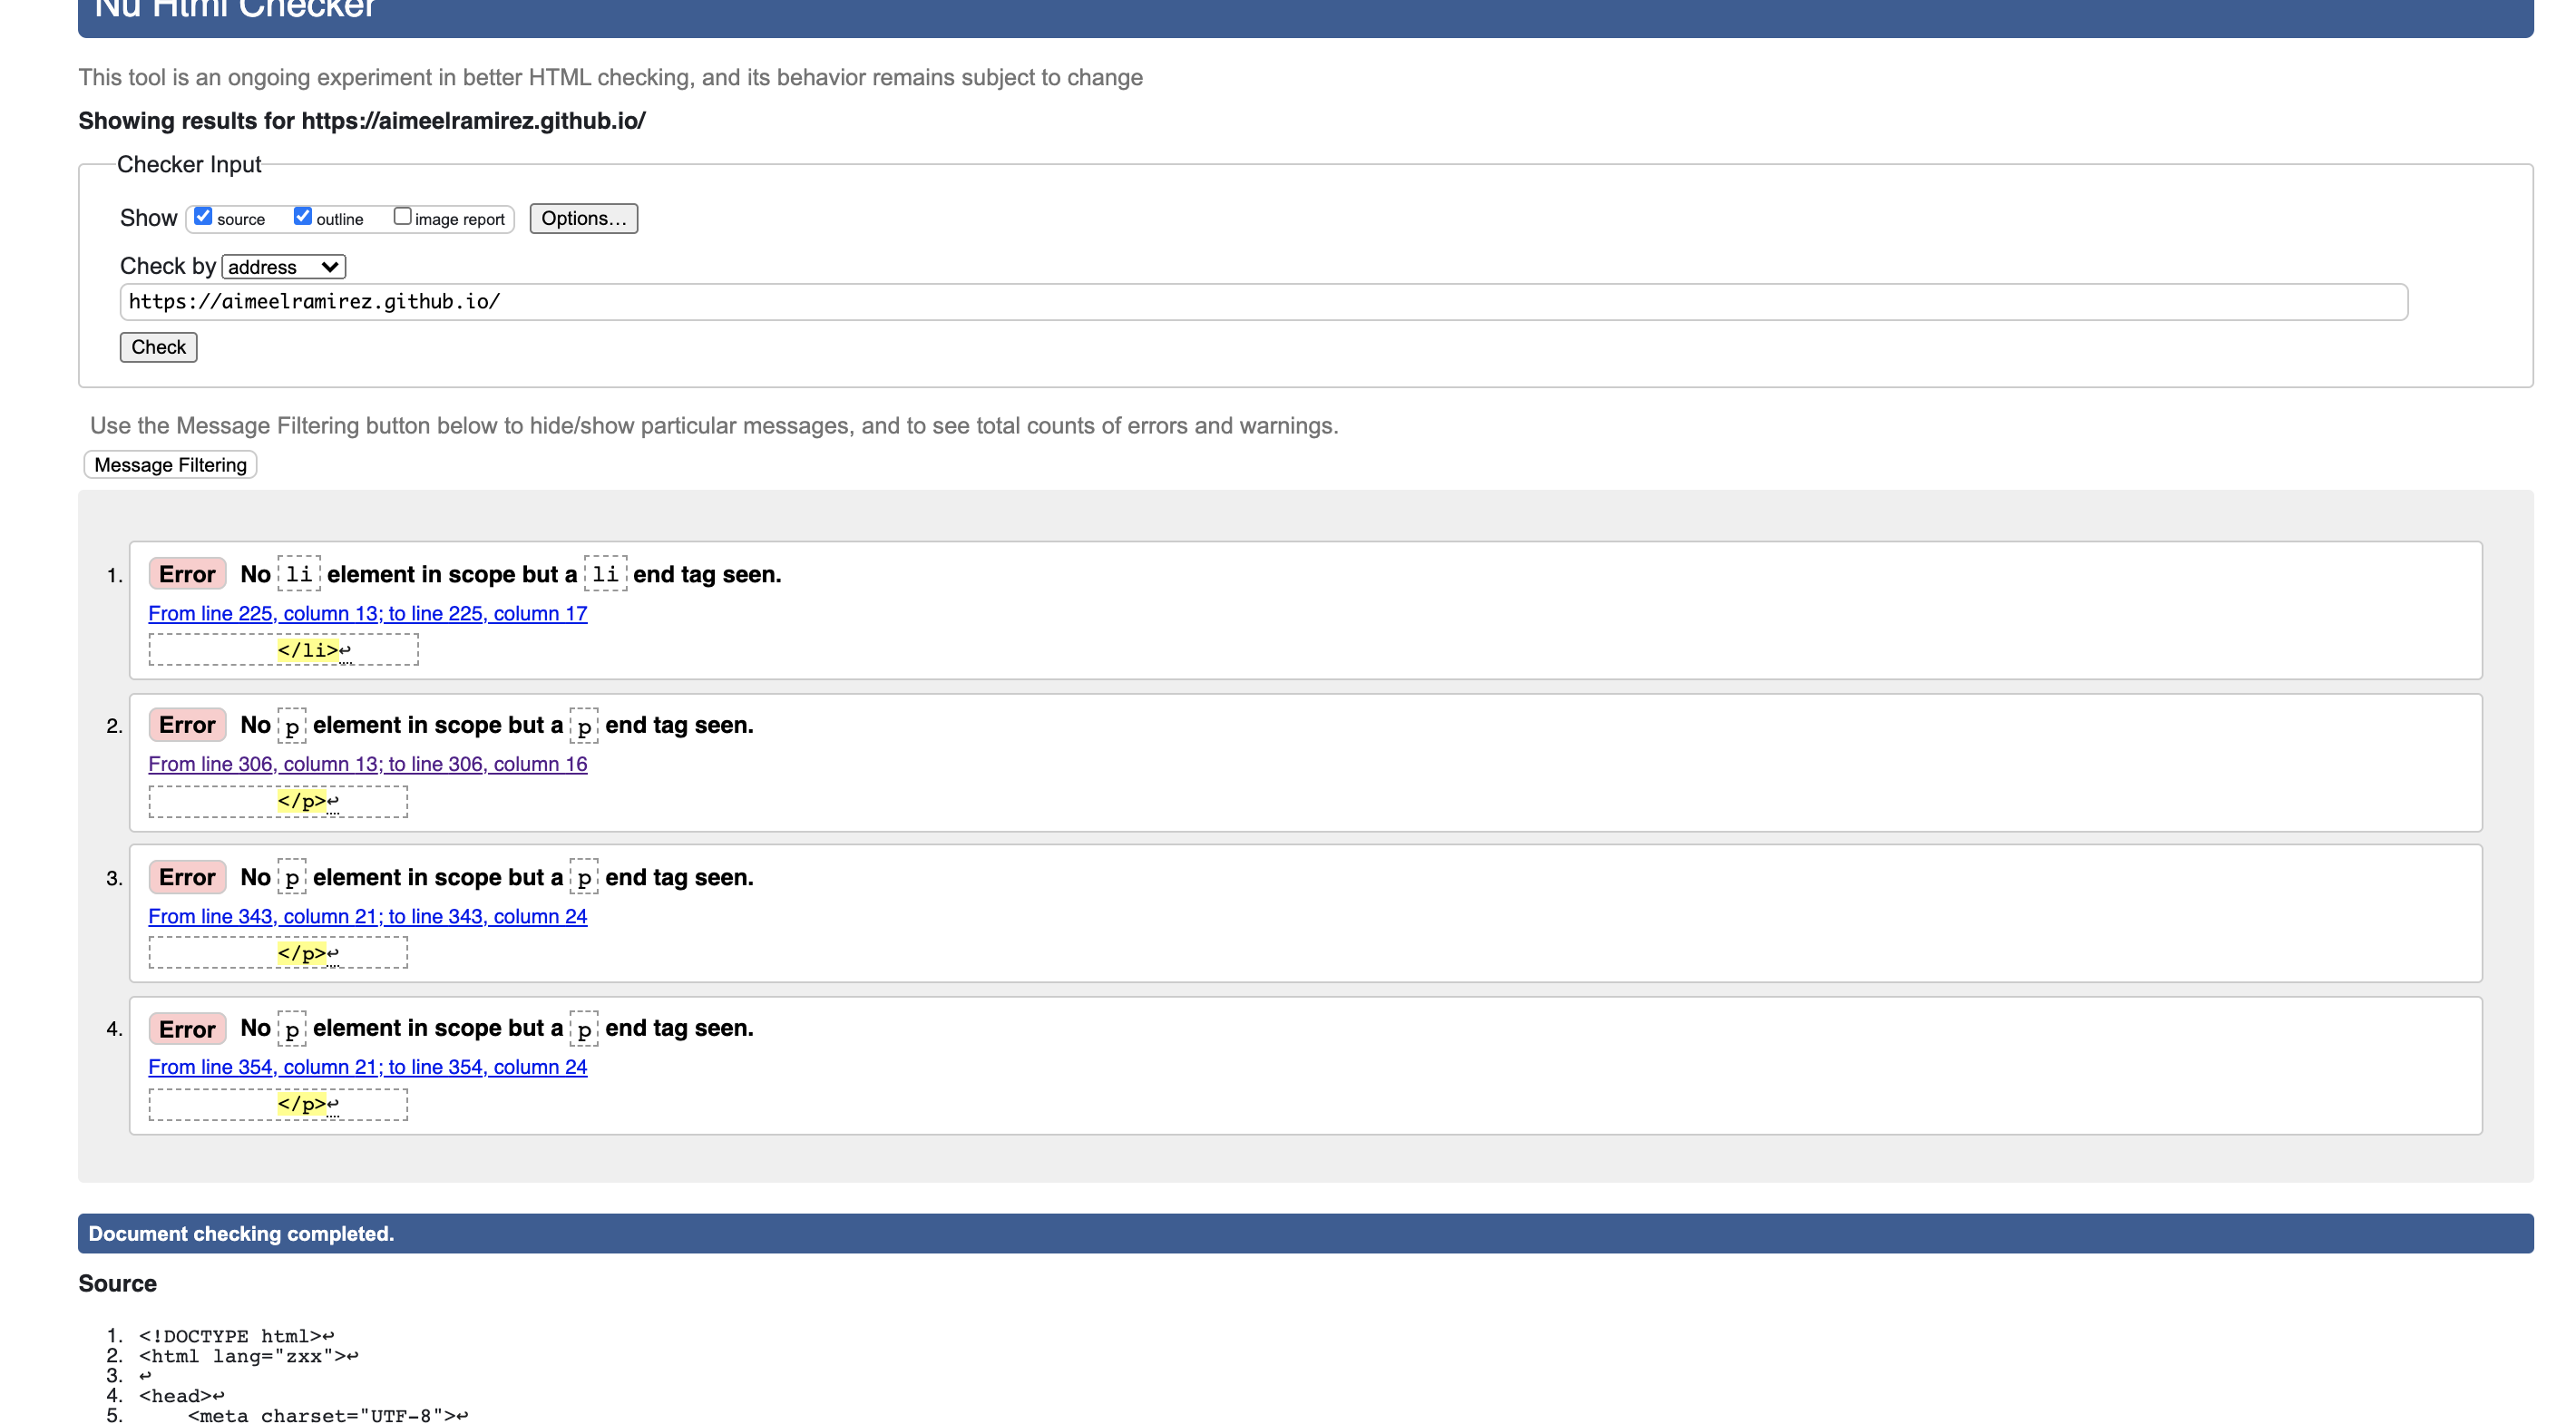 Nu Html Checker
This tool is an ongoing experiment in better HTML checking, and its behavior remains subject to change
Showing results for https://aimeelramirez.github.io/
Checker Input
Show source outline image report Options...
Check by address
https://aimeelramirez.github.io/
Check
Use the Message Filtering button below to hide/show particular messages, and to see total counts of errors and warnings.
Message Filtering
1. Error No li element in scope but a li end tag seen.
From line 225, column 13; to line 225, column 17
</li>↩
2. Error No p element in scope but a p end tag seen.
From line 306, column 13; to line 306, column 16
</p>↩
3. Error No p element in scope but a p end tag seen.
From line 343, column 21; to line 343, column 24
</p>↩
4. Error No p element in scope but a p end tag seen.
From line 354, column 21; to line 354, column 24
</p>↩
Document checking completed.
Source
1. <!DOCTYPE html>↩
2. <html lang="zxx">↩
3. ↩
4. <head>↩
5. <meta charset="UTF-8">↩